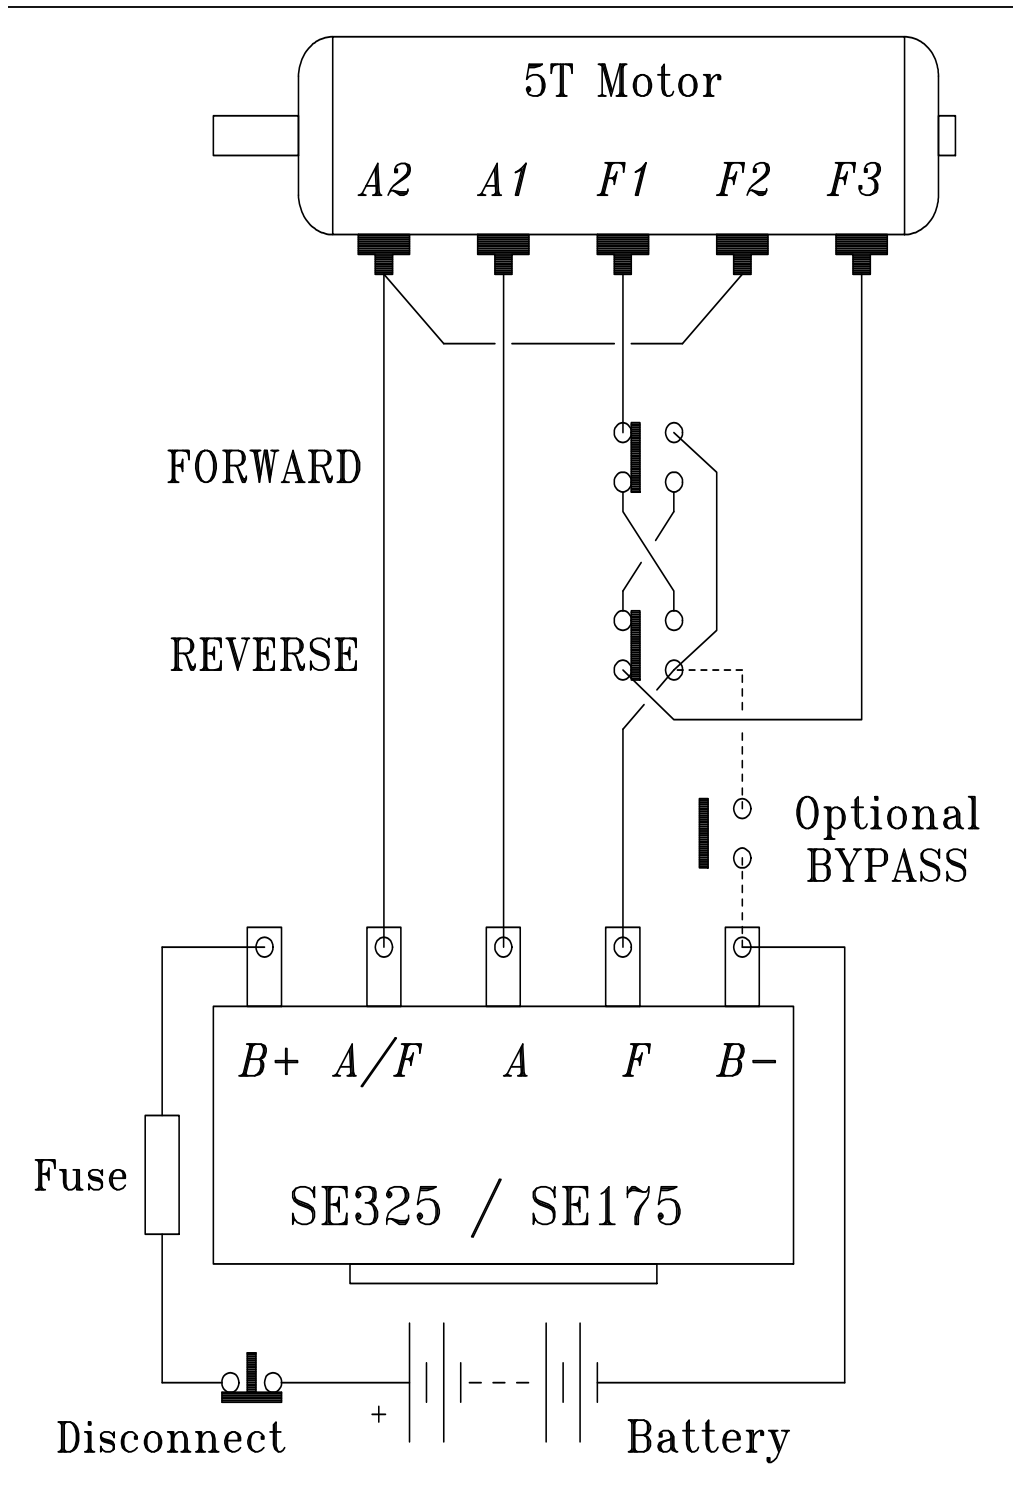 5T Motor
A2 A1 F1 F2 F3
FORWARD
REVERSE
Optional
BYPASS
B+ A/F A F B-
Fuse
SE325 / SE175
+
Disconnect
Battery